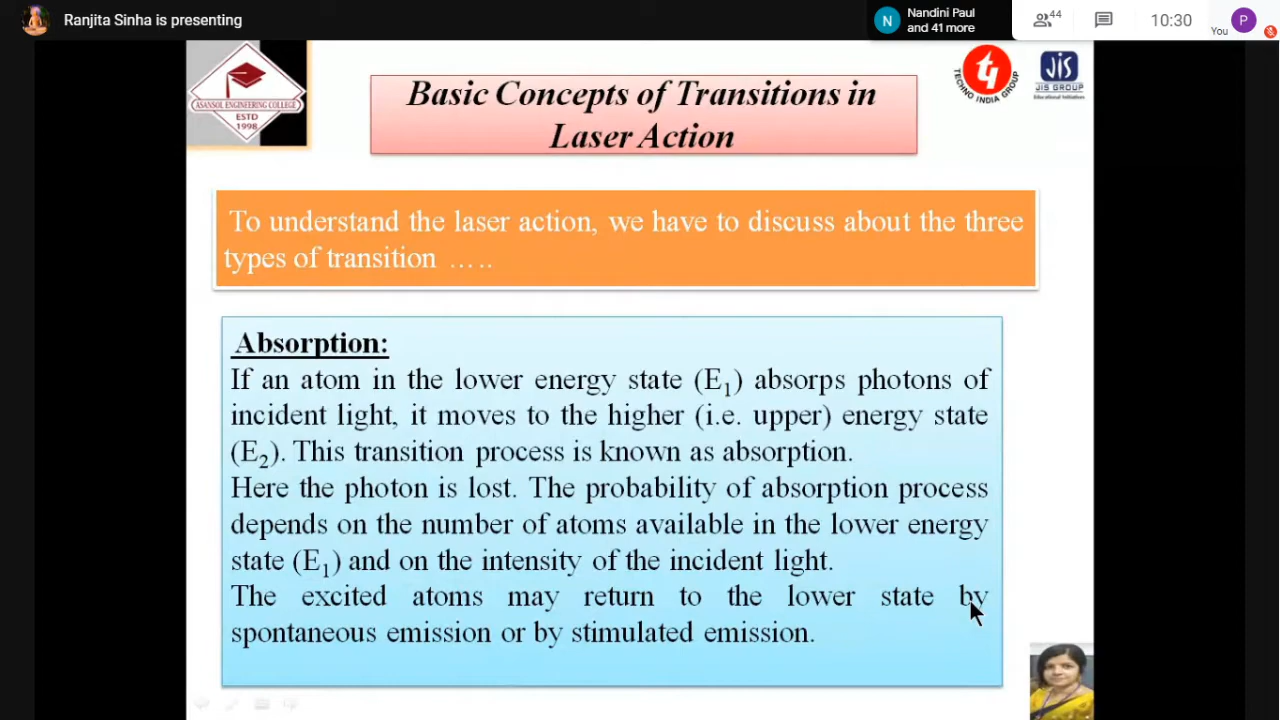 Ranjita Sinha is presenting
N
Nandini Paul
and 41 more
44
10:30
You
P
ASANSOL ENGINEERING COLLEGE
ESTD
1998
Basic Concepts of Transitions in
Laser Action
TECHNO INDIA GROUP
JIS
JIS GROUP
Educational Initiatives
To understand the laser action, we have to discuss about the three
types of transition …..
Absorption:
If an atom in the lower energy state (E₁) absorps photons of
incident light, it moves to the higher (i.e. upper) energy state
(E₂). This transition process is known as absorption.
Here the photon is lost. The probability of absorption process
depends on the number of atoms available in the lower energy
state (E₁) and on the intensity of the incident light.
The excited atoms may return to the lower state by
spontaneous emission or by stimulated emission.